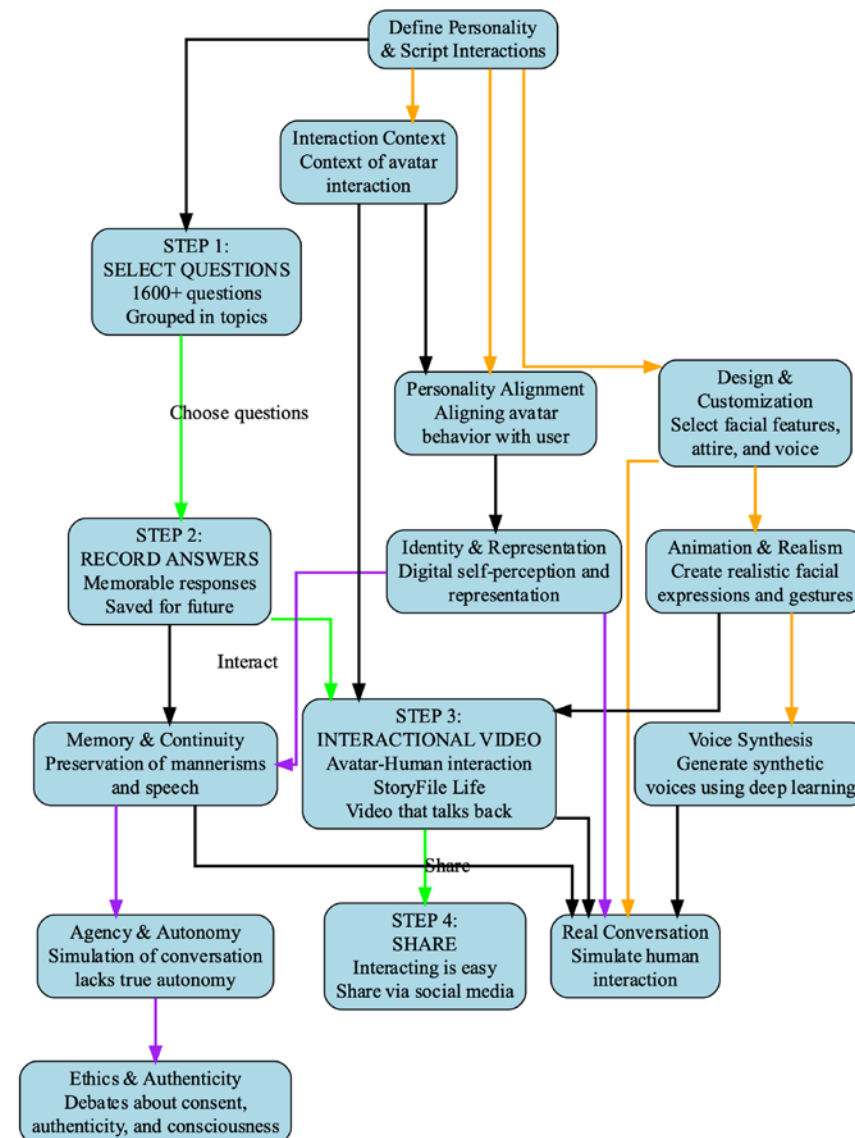 Define Personality
& Script Interactions
Interaction Context
Context of avatar
interaction
STEP 1:
SELECT QUESTIONS
1600+ questions
Grouped in topics
Choose questions
Personality Alignment
Aligning avatar
behavior with user
Design &
Customization
Select facial features,
attire, and voice
STEP 2:
RECORD ANSWERS
Memorable responses
Saved for future
Identity & Representation
Digital self-perception and
representation
Animation & Realism
Create realistic facial
expressions and gestures
Interact
Memory & Continuity
Preservation of mannerisms
and speech
STEP 3:
INTERACTIONAL VIDEO
Avatar-Human interaction
StoryFile Life
Video that talks back
Voice Synthesis
Generate synthetic
voices using deep learning
Share
Agency & Autonomy
Simulation of conversation
lacks true autonomy
STEP 4:
SHARE
Interacting is easy
Share via social media
Real Conversation
Simulate human
interaction
Ethics & Authenticity
Debates about consent,
authenticity, and consciousness